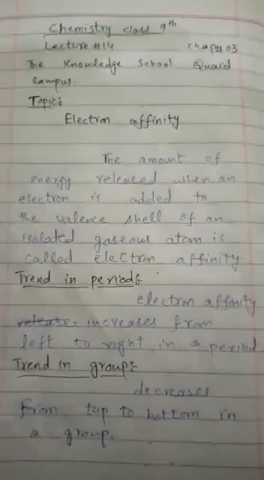 Chemistry class 9th
Lecture #14 chap# 03
The Knowledge School Quaid
campus
Topic:
Electron affinity
The amount of
energy released when an
electron is added to
the valence shell of an
isolated gaseous atom is
called electron affinity
Trend in period:
electron affinity
release increases from
left to right in a period
Trend in group:
decreases
from top to bottom in
a group.